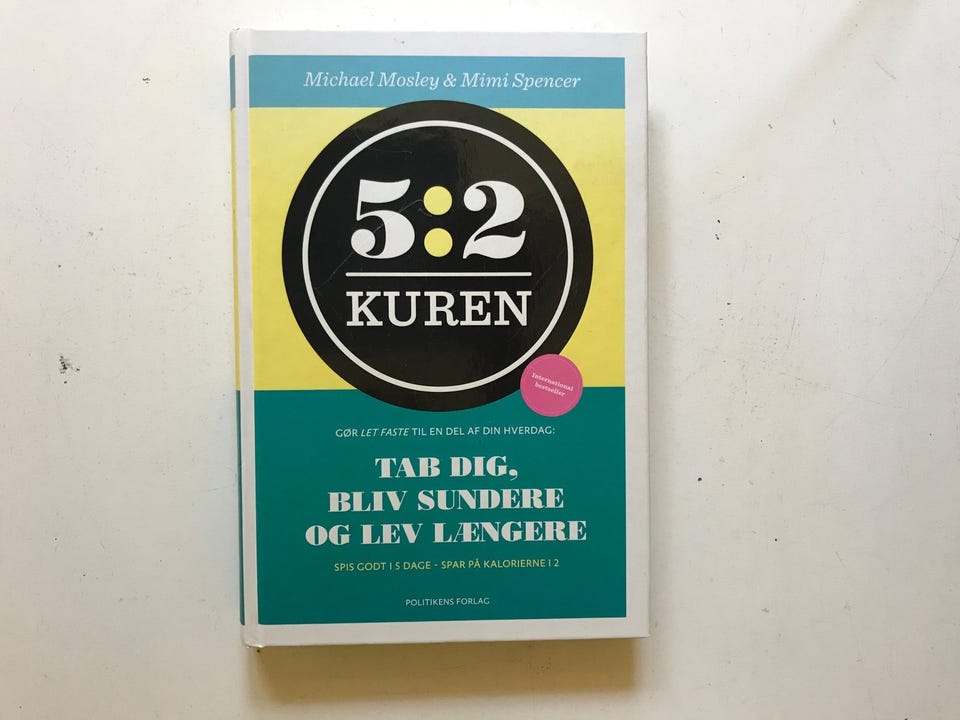 Michael Mosley & Mimi Spencer
5:2
KUREN
International
bestseller
GØR LET FASTE TIL EN DEL AF DIN HVERDAG:
TAB DIG,
BLIV SUNDERE
OG LEV LÆNGERE
SPIS GODT I 5 DAGE - SPAR PÅ KALORIERNE I 2
POLITIKENS FORLAG